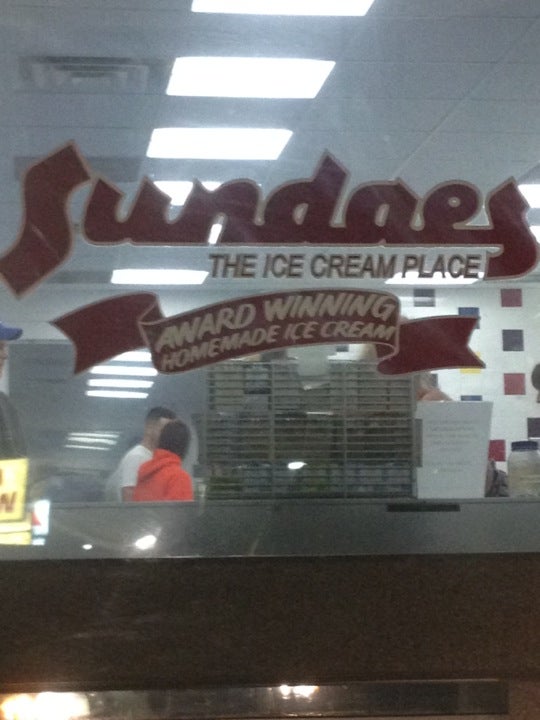 Sundaes
THE ICE CREAM PLACE
AWARD WINNING
HOMEMADE ICE CREAM